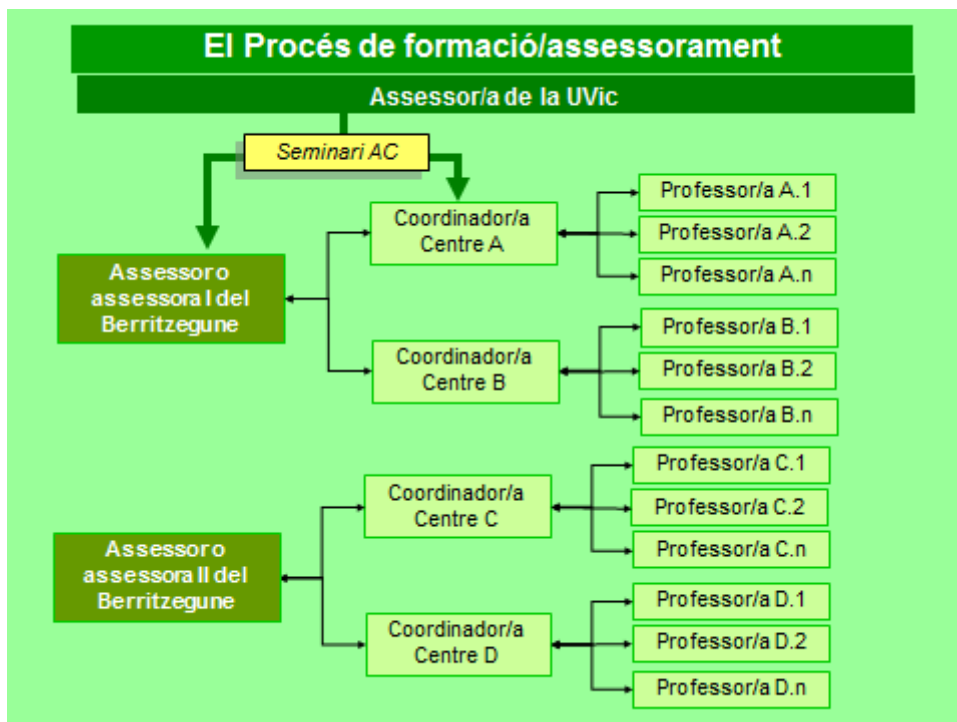 El Procés de formació/assessorament
Assessor/a de la UVic
Seminari AC
Coordinador/a
Centre A
Professor/a A.1
Professor/a A.2
Professor/a A.n
Assessor o
assessora I del
Berritzegune
Coordinador/a
Centre B
Professor/a B.1
Professor/a B.2
Professor/a B.n
Coordinador/a
Centre C
Professor/a C.1
Professor/a C.2
Professor/a C.n
Assessor o
assessora II del
Berritzegune
Coordinador/a
Centre D
Professor/a D.1
Professor/a D.2
Professor/a D.n